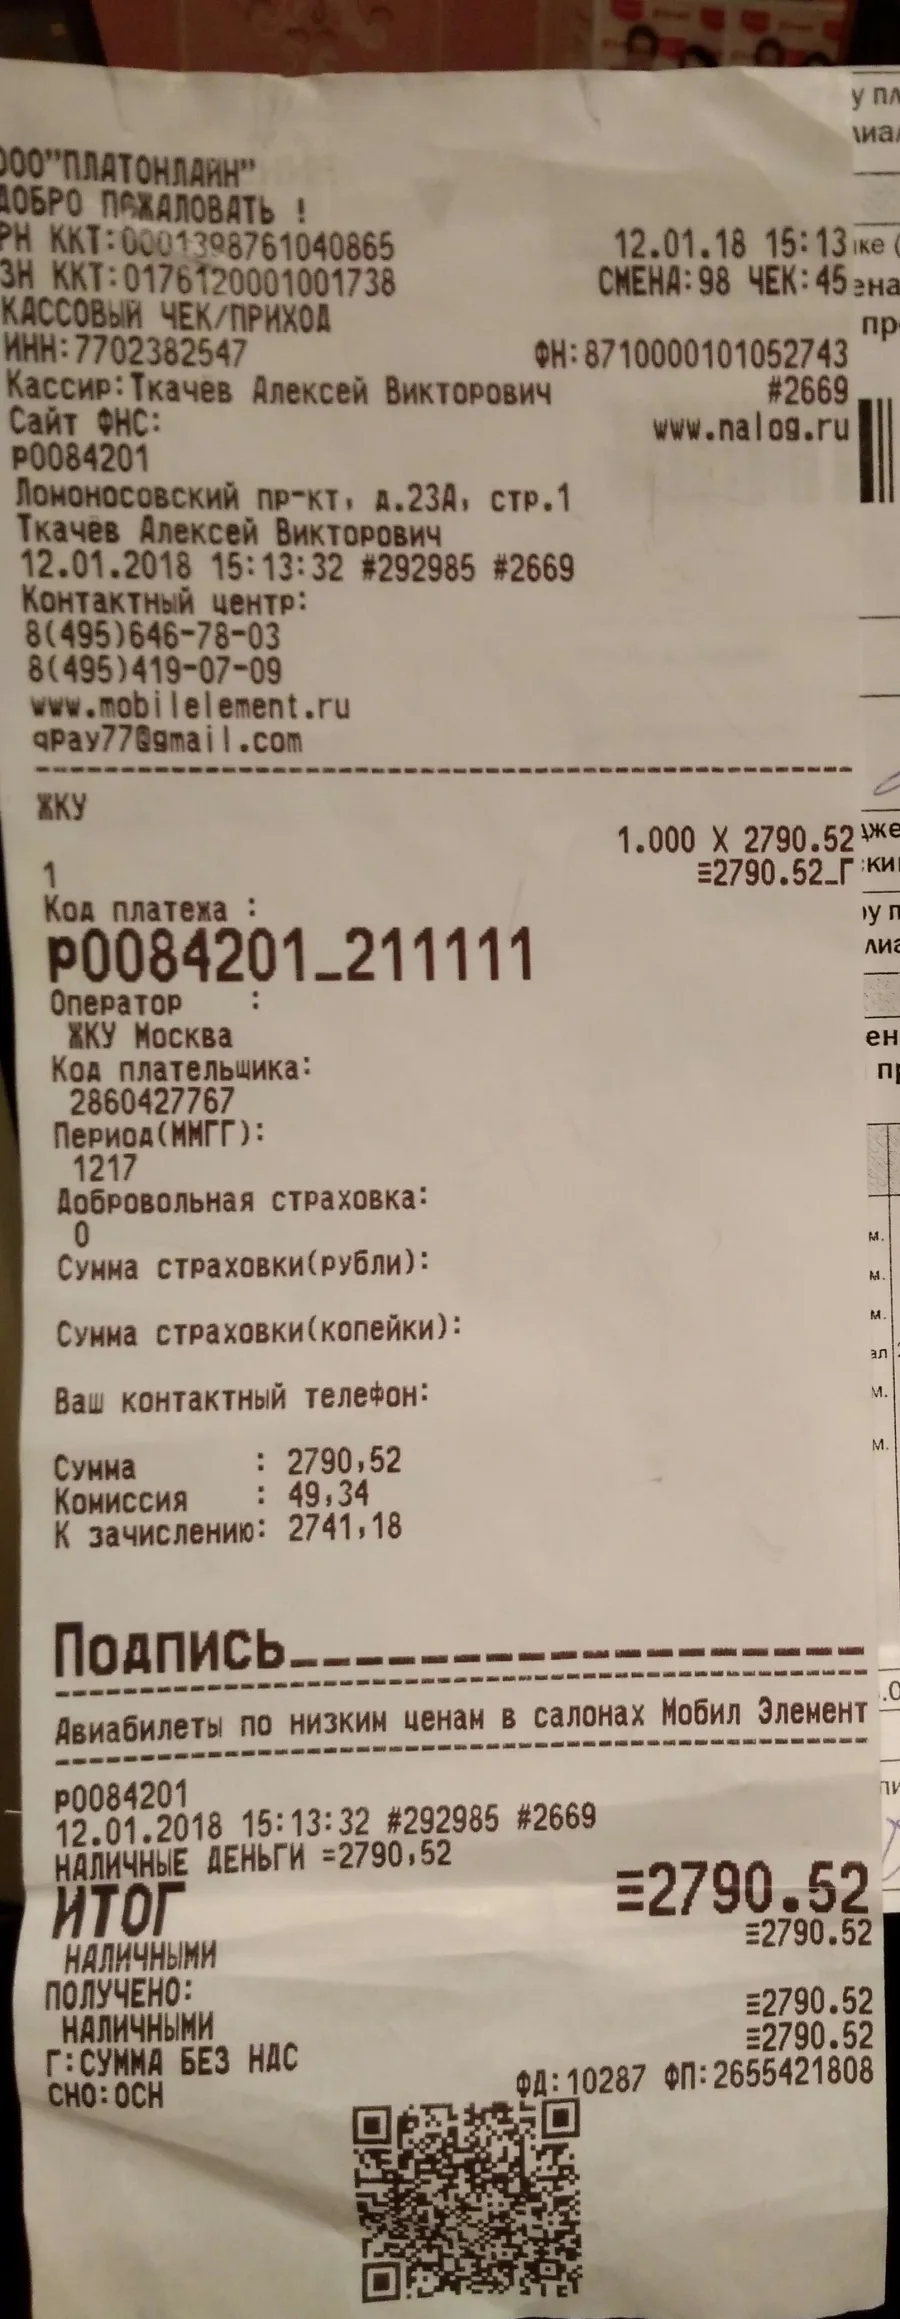 ООО"ПЛАТОНЛАЙН"
ДОБРО ПОЖАЛОВАТЬ !
РН ККТ:0001398761040865 12.01.18 15:13
ЗН ККТ:0176120001001738 СМЕНА:98 ЧЕК:45
КАССОВЫЙ ЧЕК/ПРИХОД
ИНН:7702382547 ФН:8710000101052743
Кассир:Ткачёв Алексей Викторович #2669
Сайт ФНС: www.nalog.ru
p0084201
Ломоносовский пр-кт, д.23А, стр.1
Ткачёв Алексей Викторович
12.01.2018 15:13:32 #292985 #2669
Контактный центр:
8(495)646-78-03
8(495)419-07-09
www.mobilelement.ru
qpay77@gmail.com
ЖКУ
1.000 X 2790.52
1 ≡2790.52_Г
Код платежа :
p0084201_211111
Оператор :
ЖКУ Москва
Код плательщика:
2860427767
Период(ММГГ):
1217
Добровольная страховка:
0
Сумма страховки(рубли):
Сумма страховки(копейки):
Ваш контактный телефон:
Сумма : 2790,52
Комиссия : 49,34
К зачислению: 2741,18
Подпись
Авиабилеты по низким ценам в салонах Мобил Элемент
p0084201
12.01.2018 15:13:32 #292985 #2669
НАЛИЧНЫЕ ДЕНЬГИ =2790,52
ИТОГ ≡2790.52
НАЛИЧНЫМИ ≡2790.52
ПОЛУЧЕНО:
НАЛИЧНЫМИ ≡2790.52
Г:СУММА БЕЗ НДС ≡2790.52
СНО:ОСН ФД:10287 ФП:2655421808